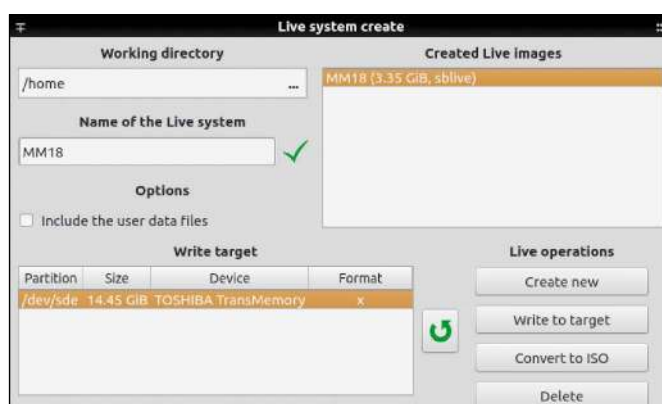 Live system create
Working directory
/home
...
Name of the Live system
MM18
Options
Include the user data files
Created Live images
MM18 (3.35 GiB, sblive)
Write target
Partition Size Device Format
/dev/sde 14.45 GiB TOSHIBA TransMemory x
Live operations
Create new
Write to target
Convert to ISO
Delete